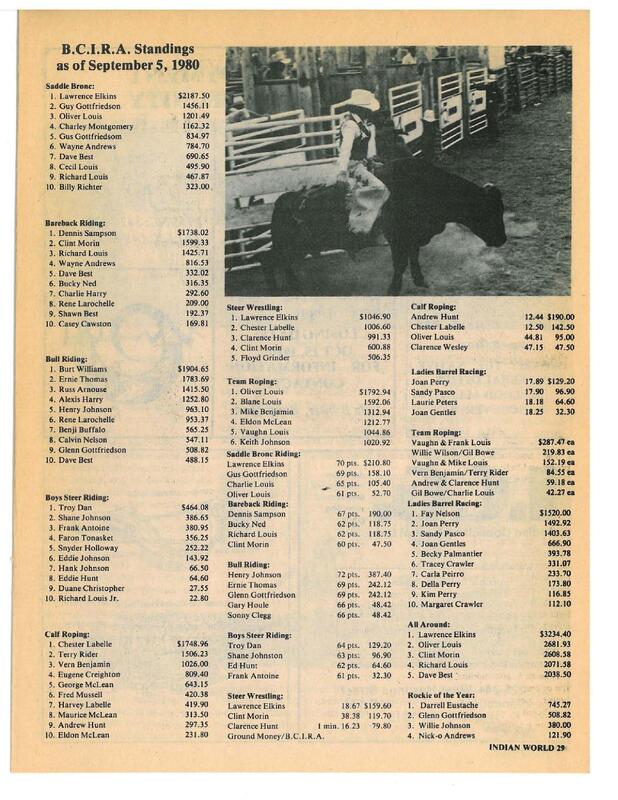 B.C.I.R.A. Standings
as of September 5, 1980
Saddle Bronc:
1. Lawrence Elkins $2187.50
2. Guy Gottfriedson 1456.11
3. Oliver Louis 1201.49
4. Charley Montgomery 1162.32
5. Gus Gottfriedsom 834.97
6. Wayne Andrews 784.70
7. Dave Best 690.65
8. Cecil Louis 495.90
9. Richard Louis 467.87
10. Billy Richter 323.00
Bareback Riding:
1. Dennis Sampson $1738.02
2. Clint Morin 1599.33
3. Richard Louis 1425.71
4. Wayne Andrews 816.53
5. Dave Best 332.02
6. Bucky Ned 316.35
7. Charlie Harry 292.60
8. Rene Larochelle 209.00
9. Shawn Best 192.37
10. Casey Cawston 169.81
Bull Riding:
1. Burt Williams $1904.65
2. Ernie Thomas 1783.69
3. Russ Arnouse 1415.50
4. Alexis Harry 1252.80
5. Henry Johnson 963.10
6. Rene Larochelle 953.37
7. Benji Buffalo 565.25
8. Calvin Nelson 547.11
9. Glenn Gottfriedson 508.82
10. Dave Best 488.15
Boys Steer Riding:
1. Troy Dan $464.08
2. Shane Johnson 386.65
3. Frank Antoine 380.95
4. Faron Tonasket 356.25
5. Snyder Holloway 252.22
6. Eddie Johnson 143.92
7. Hank Johnson 66.50
8. Eddie Hunt 64.60
9. Duane Christopher 27.55
10. Richard Louis Jr. 22.80
Calf Roping:
1. Chester Labelle $1748.96
2. Terry Rider 1506.23
3. Vern Benjamin 1026.00
4. Eugene Creighton 809.40
5. George McLean 643.15
6. Fred Mussell 420.38
7. Harvey Labelle 419.90
8. Maurice McLean 313.50
9. Andrew Hunt 297.35
10. Eldon McLean 231.80
Steer Wrestling:
1. Lawrence Elkins $1046.90
2. Chester Labelle 1006.60
3. Clarence Hunt 991.33
4. Clint Morin 600.88
5. Floyd Grinder 506.35
Team Roping:
1. Oliver Louis $1792.94
2. Blane Louis 1592.06
3. Mike Benjamin 1312.94
4. Eldon McLean 1212.77
5. Vaughn Louis 1044.86
6. Keith Johnson 1020.92
Saddle Bronc Riding:
Lawrence Elkins 70 pts. $210.80
Gus Gottfriedson 69 pts. 158.10
Charlie Louis 65 pts. 105.40
Oliver Louis 61 pts. 52.70
Bareback Riding:
Dennis Sampson 67 pts. 190.00
Bucky Ned 62 pts. 118.75
Richard Louis 62 pts. 118.75
Clint Morin 60 pts. 47.50
Bull Riding:
Henry Johnson 72 pts. 387.40
Ernie Thomas 69 pts. 242.12
Glenn Gottfriedson 69 pts. 242.12
Gary Houle 66 pts. 48.42
Sonny Clegg 66 pts. 48.42
Boys Steer Riding:
Troy Dan 64 pts. 129.20
Shane Johnston 63 pts. 96.90
Ed Hunt 62 pts. 64.60
Frank Antoine 61 pts. 32.30
Steer Wrestling:
Lawrence Elkins 18.67 $159.60
Clint Morin 38.38 119.70
Clarence Hunt 1 min. 16.23 79.80
Ground Money/B.C.I.R.A.
Calf Roping:
Andrew Hunt 12.44 $190.00
Chester Labelle 12.50 142.50
Oliver Louis 44.81 95.00
Clarence Wesley 47.15 47.50
Ladies Barrel Racing:
Joan Perry 17.89 $129.20
Sandy Pasco 17.90 96.90
Laurie Peters 18.18 64.60
Joan Gentles 18.25 32.30
Team Roping:
Vaughn & Frank Louis $287.47 ea
Willie Wilson/Gil Bowe 219.83 ea
Vaughn & Mike Louis 152.19 ea
Vern Benjamin/Terry Rider 84.55 ea
Andrew & Clarence Hunt 59.18 ea
Gil Bowe/Charlie Louis 42.27 ea
Ladies Barrel Racing:
1. Fay Nelson $1520.00
2. Joan Perry 1492.92
3. Sandy Pasco 1403.63
4. Joan Gentles 666.90
5. Becky Palmantier 393.78
6. Tracey Crawler 331.07
7. Carla Peirro 233.70
8. Della Perry 173.80
9. Kim Perry 116.85
10. Margaret Crawler 112.10
All Around:
1. Lawrence Elkins $3234.40
2. Oliver Louis 2681.93
3. Clint Morin 2608.58
4. Richard Louis 2071.58
5. Dave Best 2038.50
Rockie of the Year:
1. Darrell Eustache 745.27
2. Glenn Gottfriedson 508.82
3. Willie Johnson 380.00
4. Nick-o Andrews 121.90
INDIAN WORLD 29